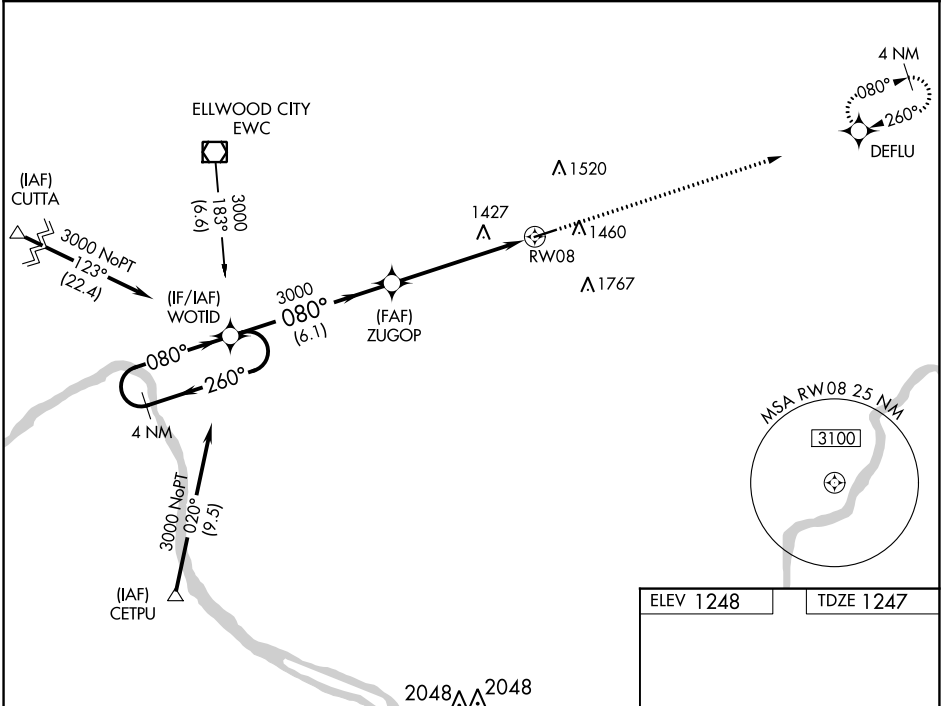 4 NM
080°
260°
DEFLU
ELLWOOD CITY
EWC
3000
183°
(6.6)
(IAF)
CUTTA
3000 NoPT
123°
(22.4)
1520
1427
1460
RW08
1767
(IF/IAF)
WOTID
3000
080°
(6.1)
(FAF)
ZUGOP
080°
260°
4 NM
MSA RW08 25 NM
3100
3000 NoPT
020°
(9.5)
(IAF)
CETPU
ELEV 1248
TDZE 1247
2048 2048